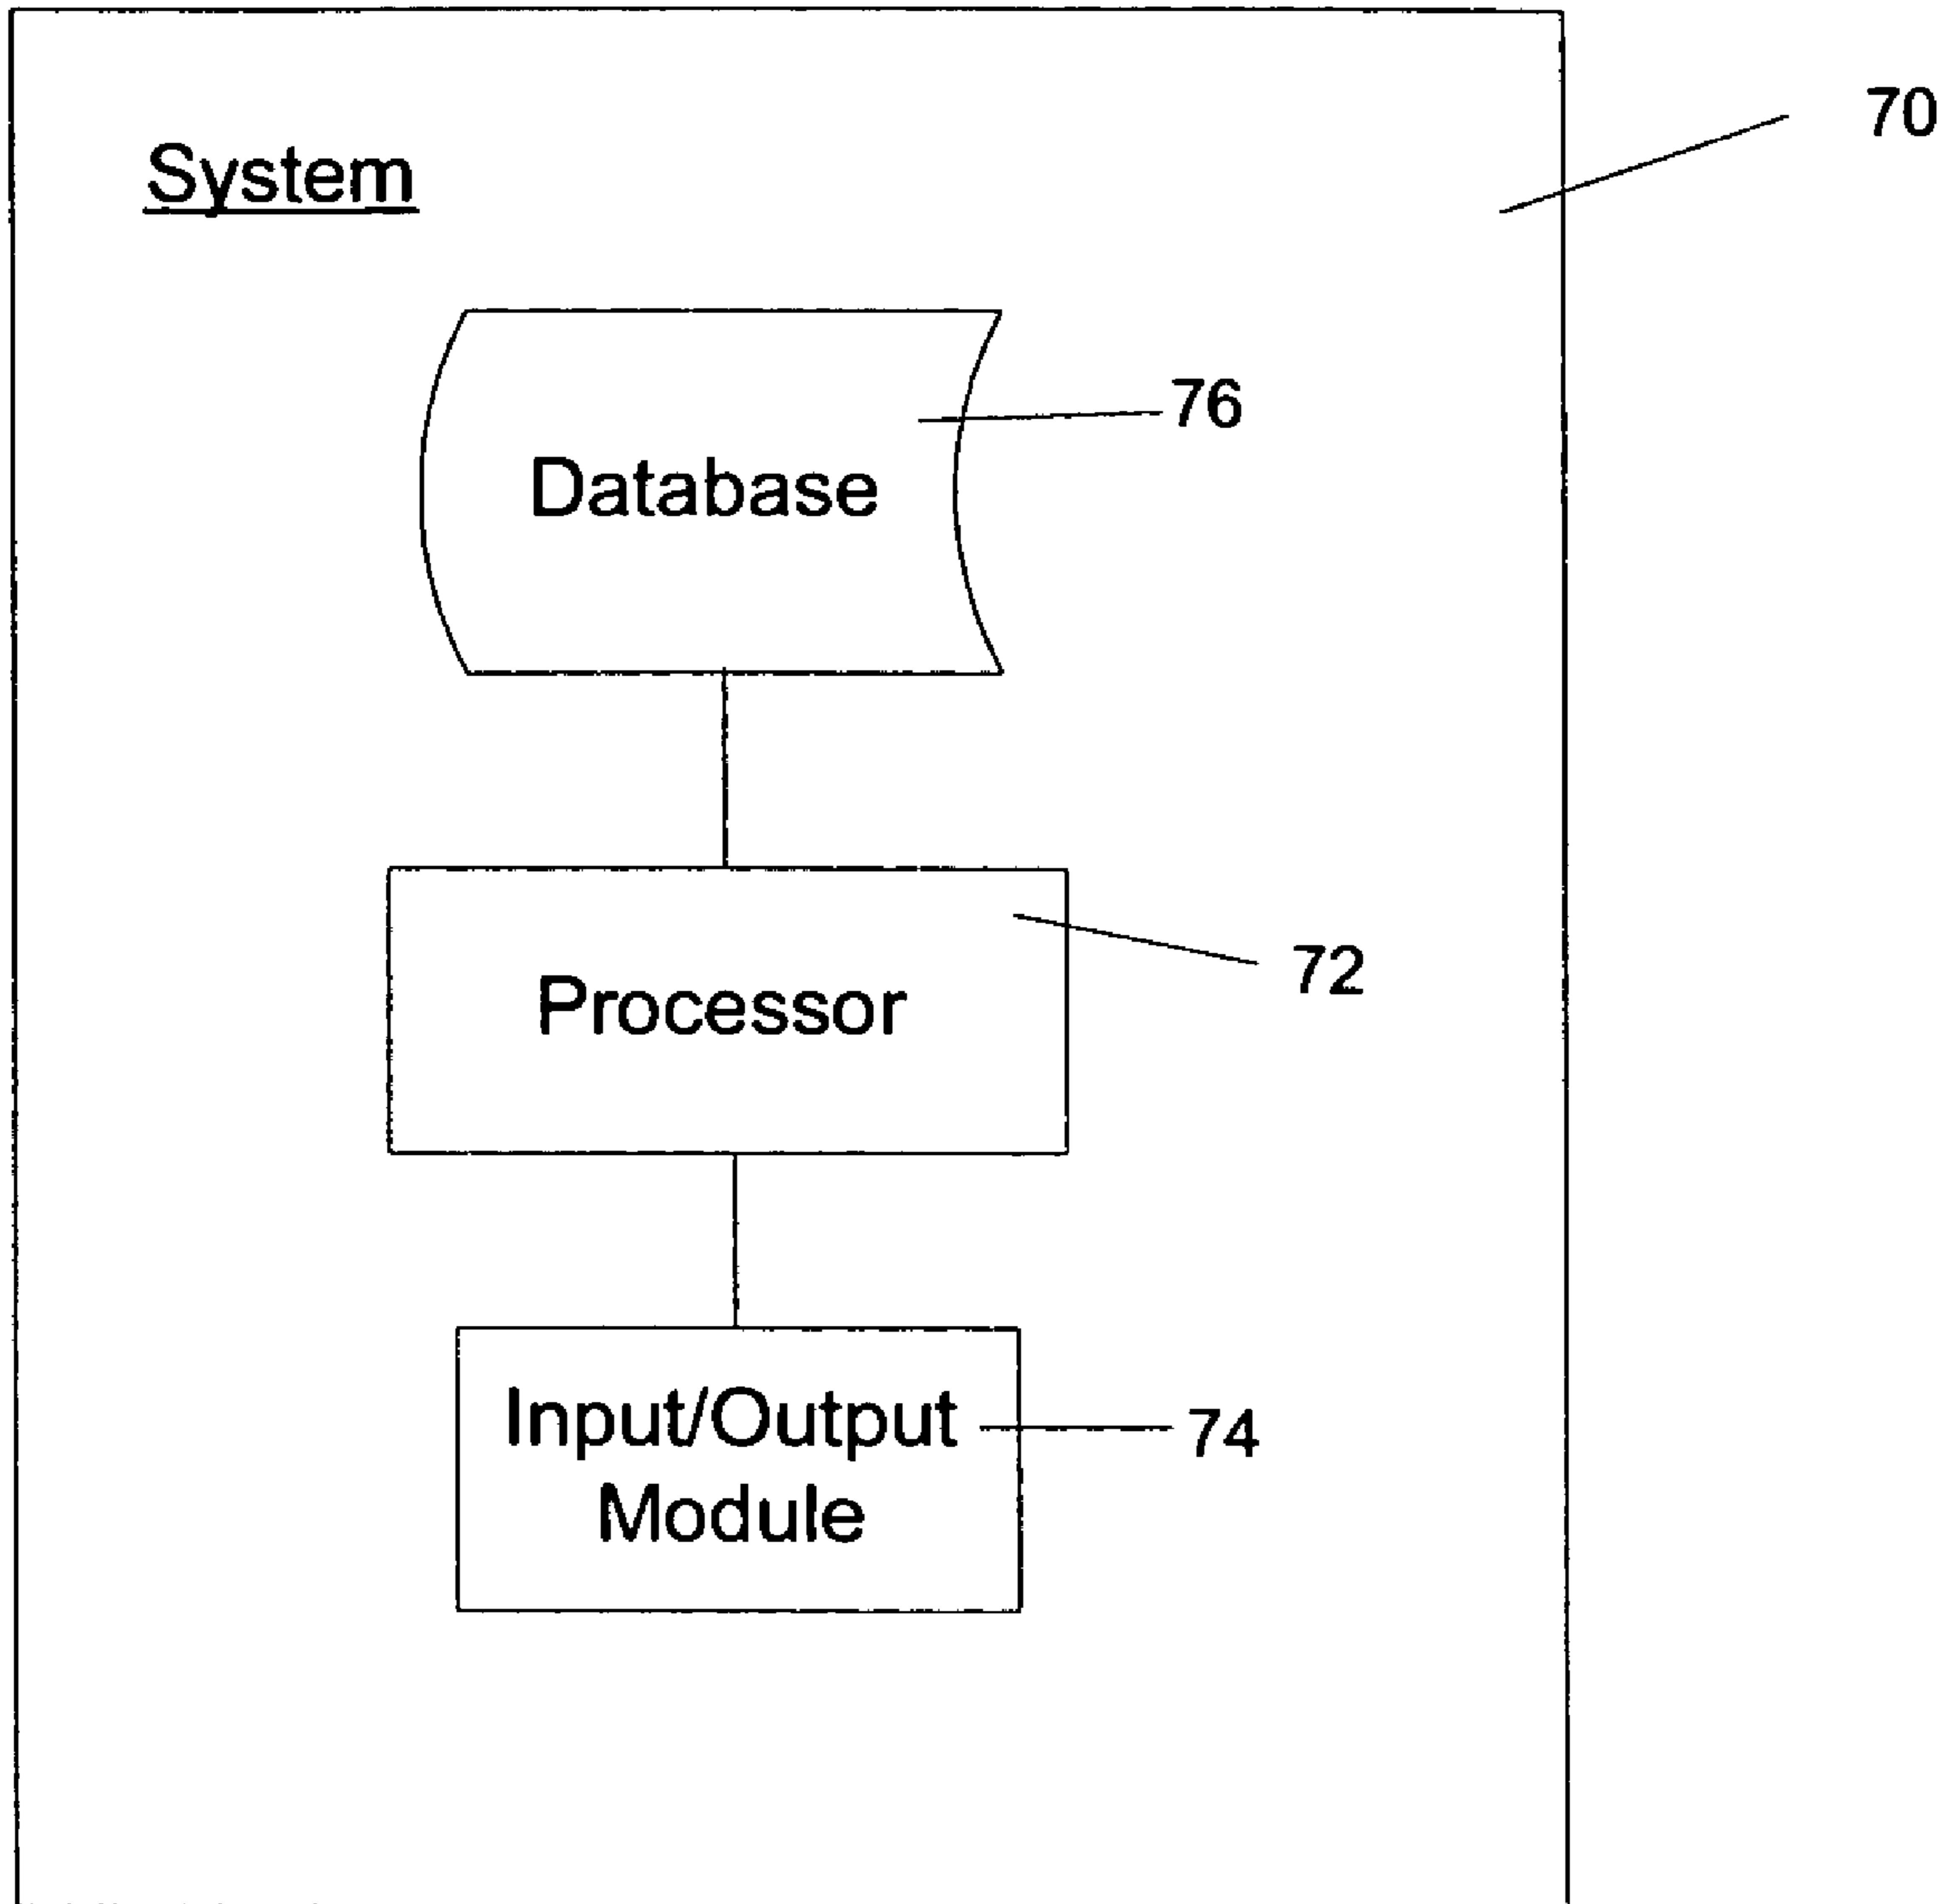 70
System
76
Database
72
Processor
Input/Output
Module
74